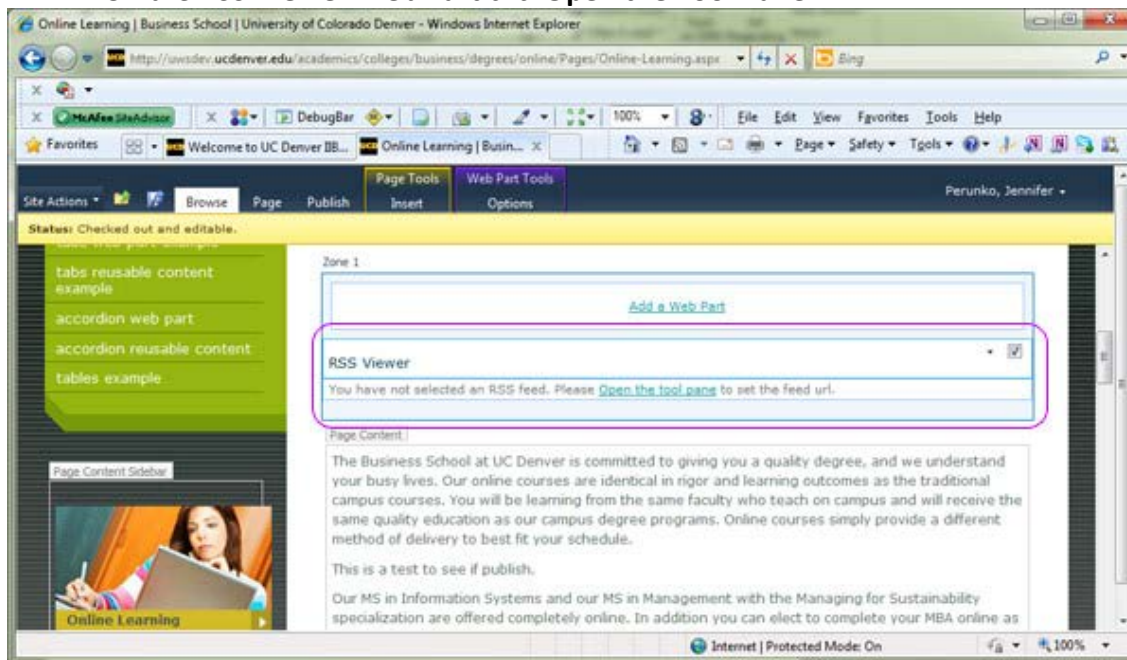 Online Learning | Business School | University of Colorado Denver - Windows Internet Explorer
http://uwsdev.ucdenver.edu/academics/colleges/business/degrees/online/Pages/Online-Learning.aspx
Bing
McAfee SiteAdvisor
DebugBar
100%
File Edit View Favorites Tools Help
Favorites
Welcome to UC Denver IIB...
Online Learning | Busin...
Page Safety Tools
Page Tools
Web Part Tools
Site Actions
Browse
Page
Publish
Insert
Options
Perunko, Jennifer
Status: Checked out and editable.
tabs reusable content
example
accordion web part
accordion reusable content
tables example
Page Content Sidebar
Online Learning
Zone 1
Add a Web Part
RSS Viewer
You have not selected an RSS feed. Please Open the tool pane to set the feed url.
Page Content
The Business School at UC Denver is committed to giving you a quality degree, and we understand
your busy lives. Our online courses are identical in rigor and learning outcomes as the traditional
campus courses. You will be learning from the same faculty who teach on campus and will receive the
same quality education as our campus degree programs. Online courses simply provide a different
method of delivery to best fit your schedule.
This is a test to see if publish.
Our MS in Information Systems and our MS in Management with the Managing for Sustainability
specialization are offered completely online. In addition you can elect to complete your MBA online as
Internet | Protected Mode: On
100%